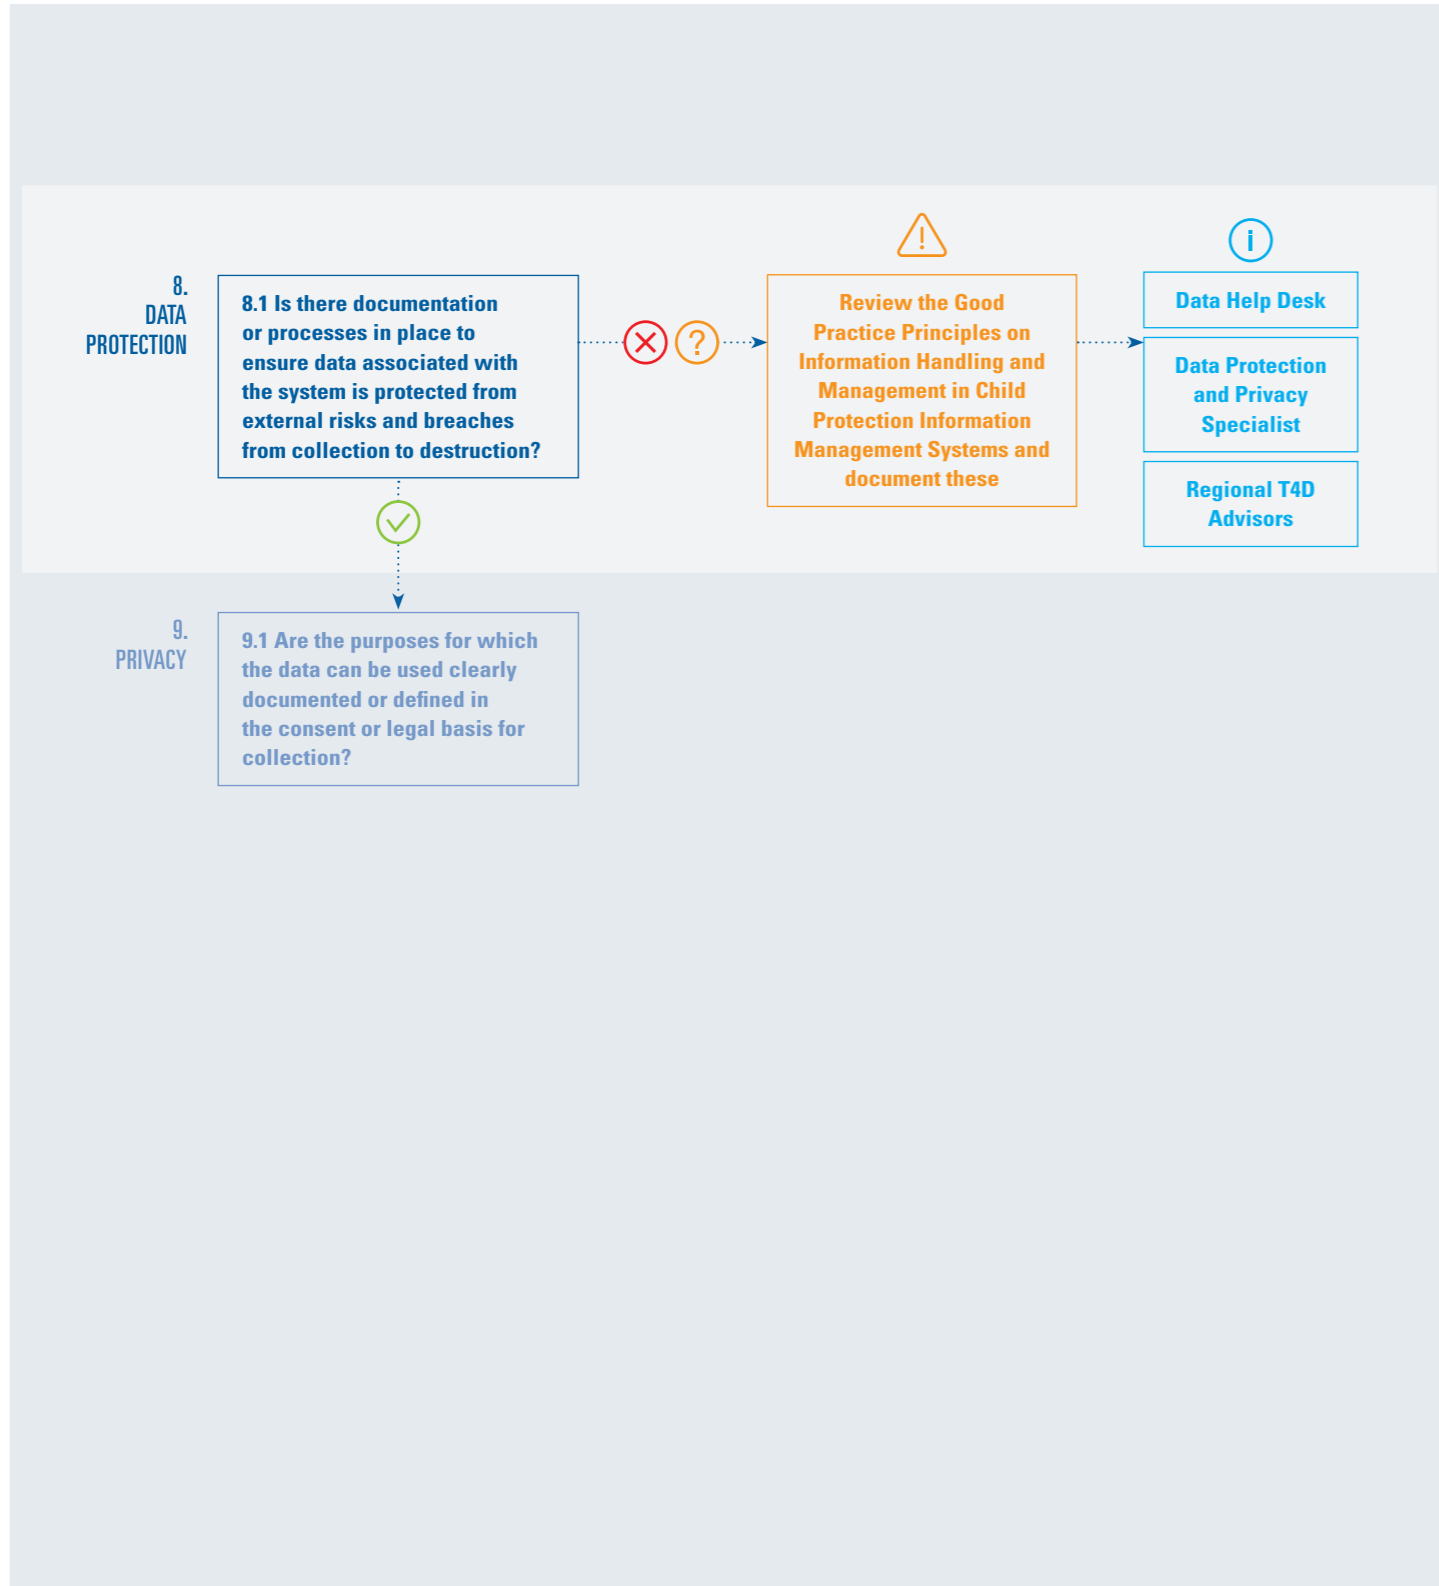 8.
DATA
PROTECTION
8.1 Is there documentation
or processes in place to
ensure data associated with
the system is protected from
external risks and breaches
from collection to destruction?
?
!
Review the Good
Practice Principles on
Information Handling and
Management in Child
Protection Information
Management Systems and
document these
i
Data Help Desk
Data Protection
and Privacy
Specialist
Regional T4D
Advisors
9.
PRIVACY
9.1 Are the purposes for which
the data can be used clearly
documented or defined in
the consent or legal basis for
collection?